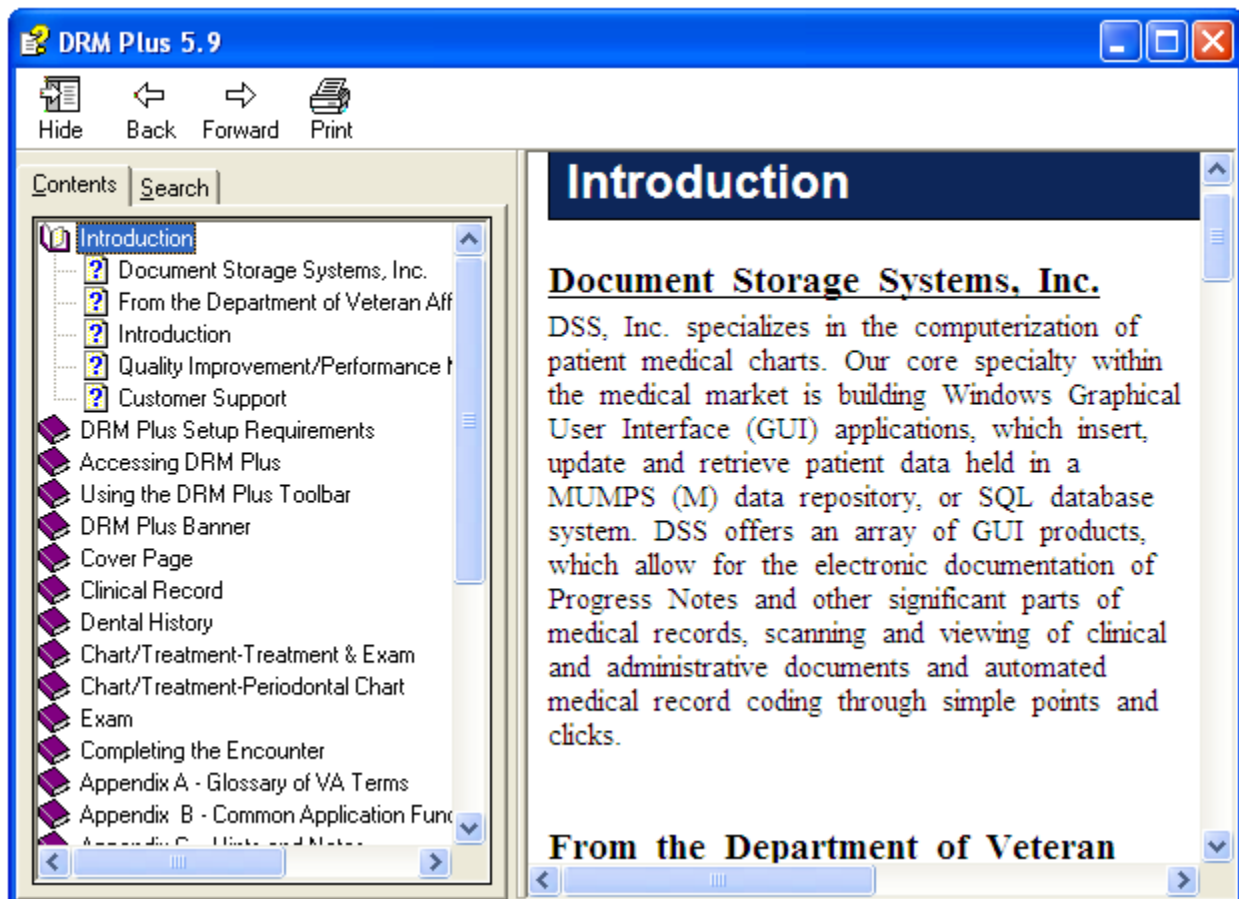 DRM Plus 5.9
Hide Back Forward Print
Contents Search
Introduction
Document Storage Systems, Inc.
From the Department of Veteran Aff
Introduction
Quality Improvement/Performance
Customer Support
DRM Plus Setup Requirements
Accessing DRM Plus
Using the DRM Plus Toolbar
DRM Plus Banner
Cover Page
Clinical Record
Dental History
Chart/Treatment-Treatment & Exam
Chart/Treatment-Periodontal Chart
Exam
Completing the Encounter
Appendix A - Glossary of VA Terms
Appendix B - Common Application Func
Appendix C - Hints and Notes
Introduction
Document Storage Systems, Inc.
DSS, Inc. specializes in the computerization of
patient medical charts. Our core specialty within
the medical market is building Windows Graphical
User Interface (GUI) applications, which insert,
update and retrieve patient data held in a
MUMPS (M) data repository, or SQL database
system. DSS offers an array of GUI products,
which allow for the electronic documentation of
Progress Notes and other significant parts of
medical records, scanning and viewing of clinical
and administrative documents and automated
medical record coding through simple points and
clicks.
From the Department of Veteran